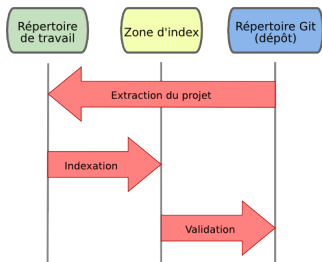 Répertoire
de travail
Zone d'index
Répertoire Git
(dépôt)
Extraction du projet
Indexation
Validation